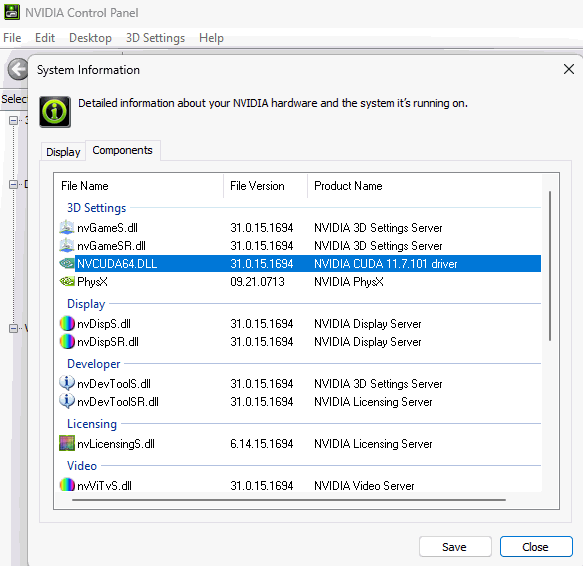 NVIDIA Control Panel
File Edit Desktop 3D Settings Help
System Information
Selec
Detailed information about your NVIDIA hardware and the system it's running on.
Display Components
File Name File Version Product Name
3D Settings
nvGameS.dll 31.0.15.1694 NVIDIA 3D Settings Server
nvGameSR.dll 31.0.15.1694 NVIDIA 3D Settings Server
NVCUDA64.DLL 31.0.15.1694 NVIDIA CUDA 11.7.101 driver
PhysX 09.21.0713 NVIDIA PhysX
Display
nvDispS.dll 31.0.15.1694 NVIDIA Display Server
nvDispSR.dll 31.0.15.1694 NVIDIA Display Server
Developer
nvDevToolS.dll 31.0.15.1694 NVIDIA 3D Settings Server
nvDevToolSR.dll 31.0.15.1694 NVIDIA Licensing Server
Licensing
nvLicensingS.dll 6.14.15.1694 NVIDIA Licensing Server
Video
nvViTvS.dll 31.0.15.1694 NVIDIA Video Server
Save Close